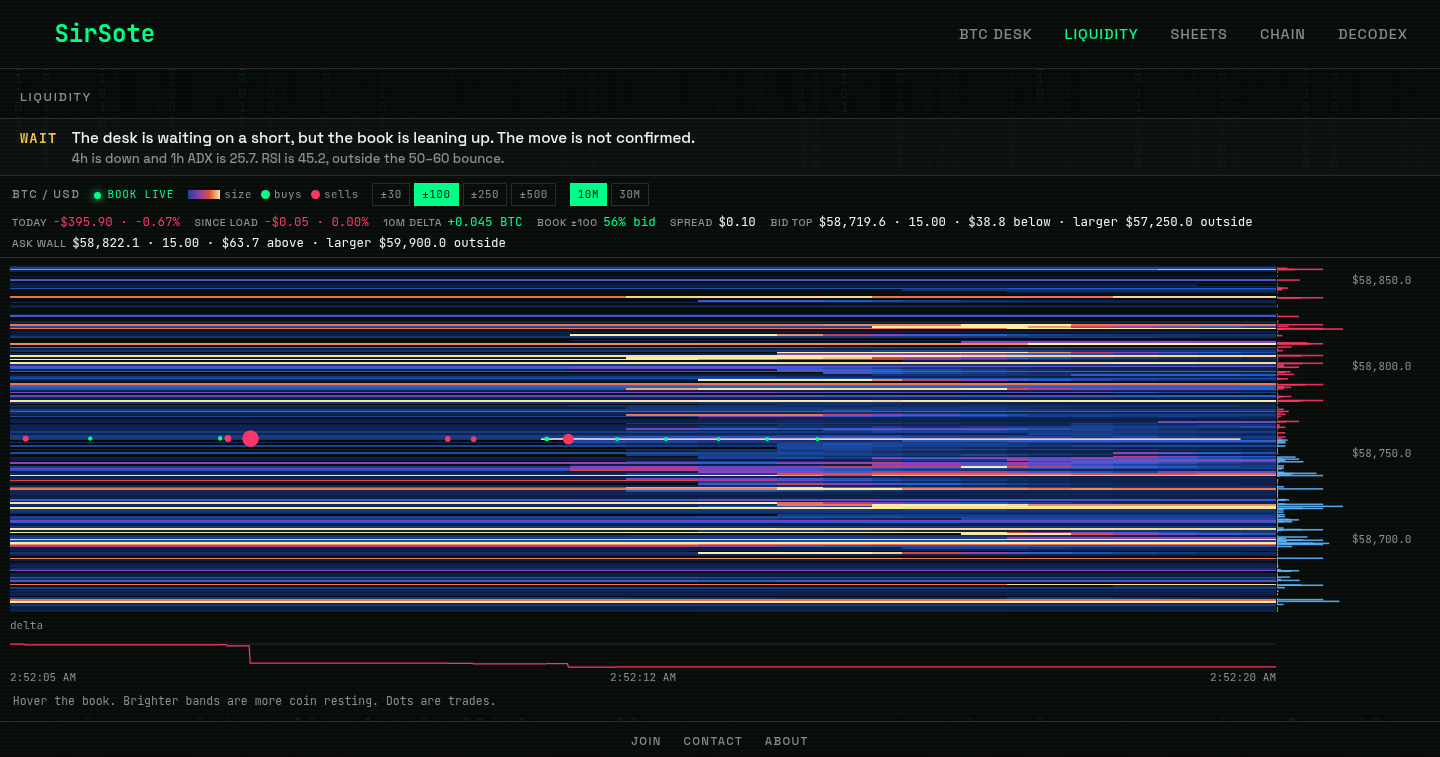 SirSote
BTC DESK LIQUIDITY SHEETS CHAIN DECODEX
LIQUIDITY
WAIT The desk is waiting on a short, but the book is leaning up. The move is not confirmed.
4h is down and 1h ADX is 25.7. RSI is 45.2, outside the 50–60 bounce.
BTC / USD BOOK LIVE size buys sells ±30 ±100 ±250 ±500 10M 30M
TODAY -$395.90 · -0.67% SINCE LOAD -$0.05 · 0.00% 10M DELTA +0.045 BTC BOOK ±100 56% bid SPREAD $0.10 BID TOP $58,719.6 · 15.00 · $38.8 below · larger $57,250.0 outside
ASK WALL $58,822.1 · 15.00 · $63.7 above · larger $59,900.0 outside
$58,850.0
$58,800.0
$58,750.0
$58,700.0
delta
2:52:05 AM 2:52:12 AM 2:52:20 AM
Hover the book. Brighter bands are more coin resting. Dots are trades.
JOIN CONTACT ABOUT